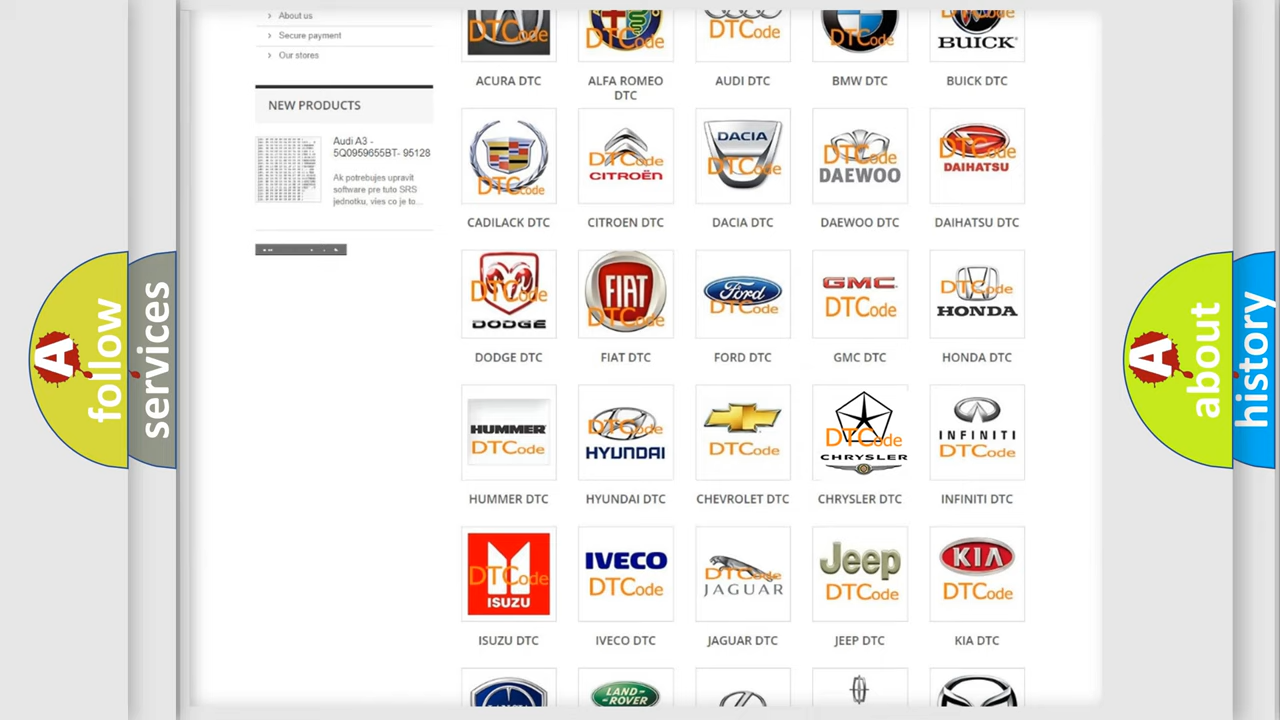 About us
Secure payment
Our stores
NEW PRODUCTS
Audi A3 -
5Q0959655BT- 95128
Ak potrebujes upravit
software pre tuto SRS
jednotku, vies co je to...
DTCode DTCode DTCode DTCode BUICK
ACURA DTC
ALFA ROMEO
DTC
AUDI DTC
BMW DTC
BUICK DTC
DTCode
DTCode
CITROËN
DACIA
DTCode
DTCode
DAEWOO
DTCode
DAIHATSU
CADILACK DTC
CITROEN DTC
DACIA DTC
DAEWOO DTC
DAIHATSU DTC
DTCode
DODGE
FIAT
DTCode
Ford
DTCode
GMC
DTCode
DTCode
HONDA
DODGE DTC
FIAT DTC
FORD DTC
GMC DTC
HONDA DTC
HUMMER
DTCode
DTCode
HYUNDAI
DTCode
DTCode
CHRYSLER
INFINITI
DTCode
HUMMER DTC
HYUNDAI DTC
CHEVROLET DTC
CHRYSLER DTC
INFINITI DTC
DTCode
ISUZU
IVECO
DTCode
DTCode
JAGUAR
Jeep
DTCode
KIA
DTCode
ISUZU DTC
IVECO DTC
JAGUAR DTC
JEEP DTC
KIA DTC
LAND-
ROVER
A
follow
services
A
about
history